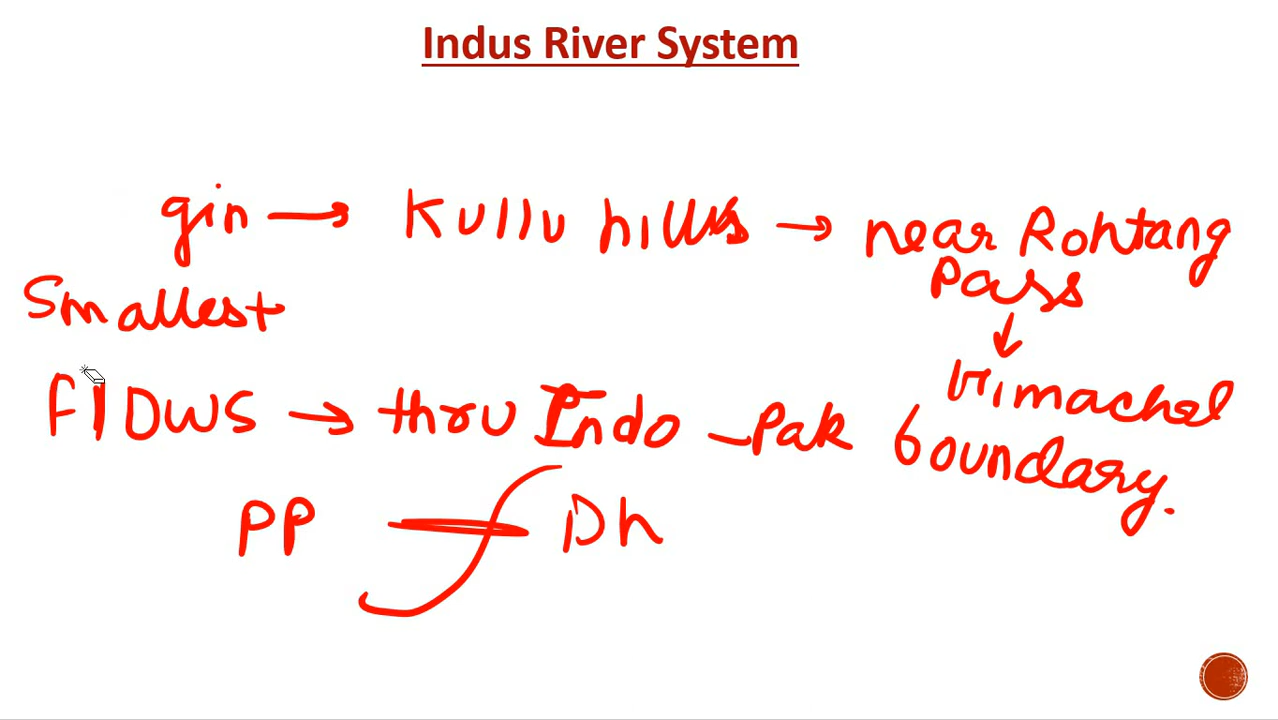 Indus River System
gin → Kullu hills → near Rohtang Pass
↓
Himachal
Smallest
Flows → thru Indo - Pak boundary.
PP Dh